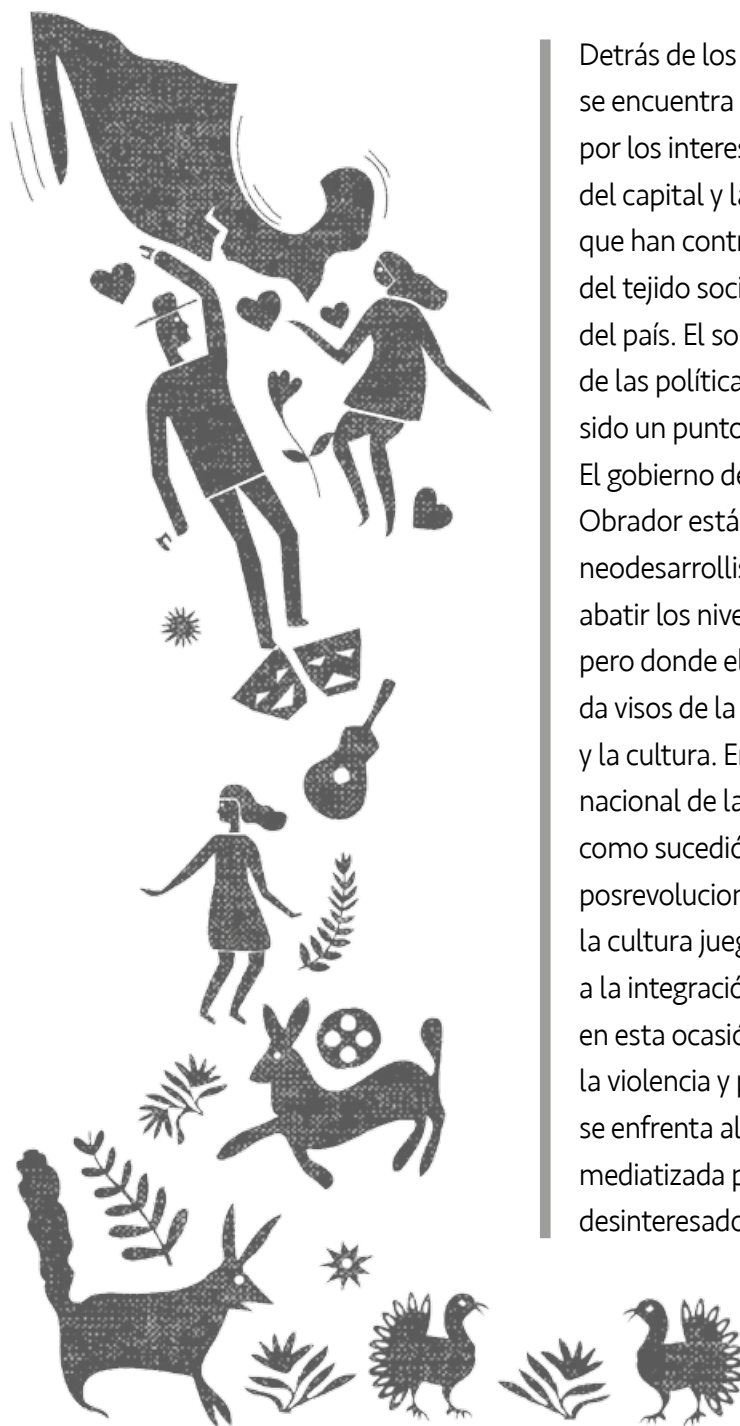 Detrás de los
se encuentra
por los interes
del capital y la
que han contr
del tejido soci
del país. El so
de las política
sido un punto
El gobierno de
Obrador está
neodesarrollis
abatir los nive
pero donde el
da visos de la
y la cultura. En
nacional de la
como sucedió
posrevolucion
la cultura jueg
a la integració
en esta ocasió
la violencia y p
se enfrenta al
mediatizada p
desinteresado